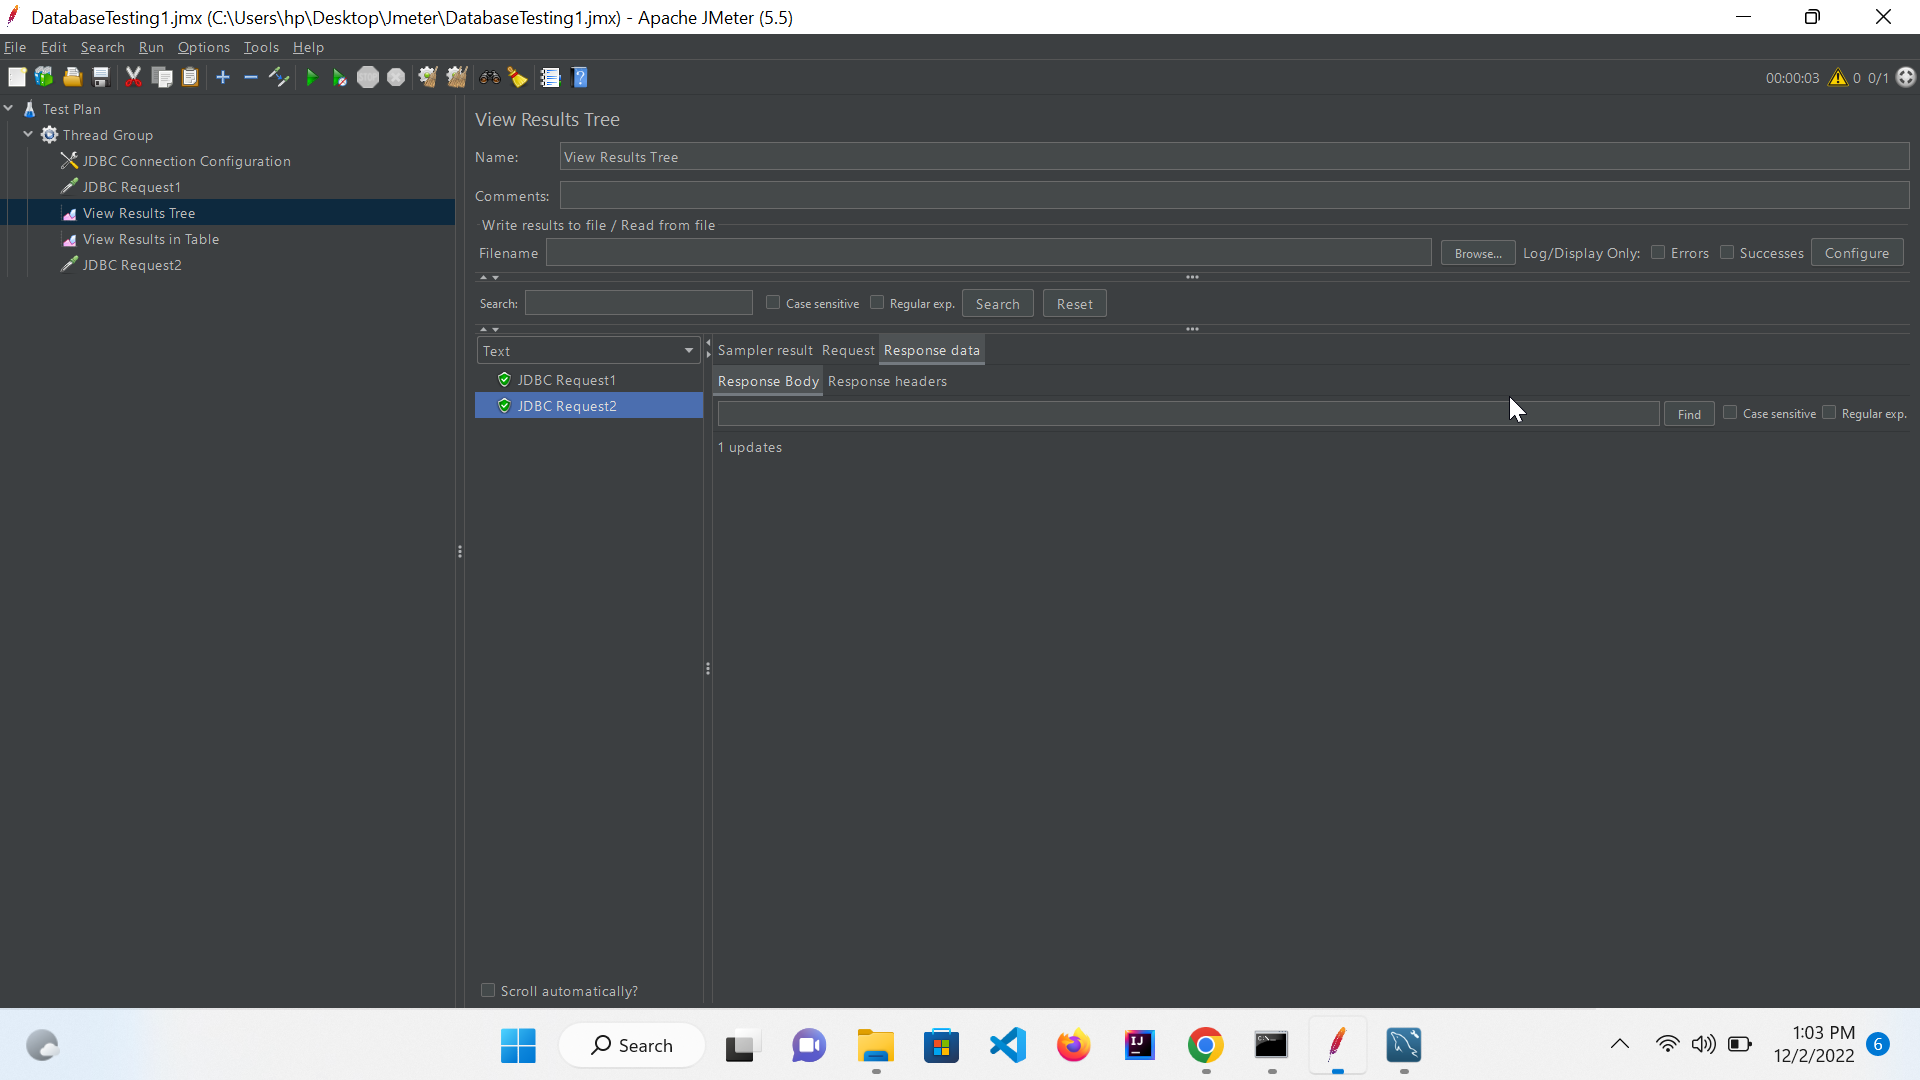 DatabaseTesting1.jmx (C:\Users\hp\Desktop\Jmeter\DatabaseTesting1.jmx) - Apache JMeter (5.5)
File Edit Search Run Options Tools Help
00:00:03 0 0/1
Test Plan
Thread Group
JDBC Connection Configuration
JDBC Request1
View Results Tree
View Results in Table
JDBC Request2
View Results Tree
Name: View Results Tree
Comments:
Write results to file / Read from file
Filename Browse... Log/Display Only: Errors Successes Configure
Search: Case sensitive Regular exp. Search Reset
Text
JDBC Request1
JDBC Request2
Scroll automatically?
Sampler result Request Response data
Response Body Response headers
Find Case sensitive Regular exp.
1 updates
Search
1:03 PM
12/2/2022
6